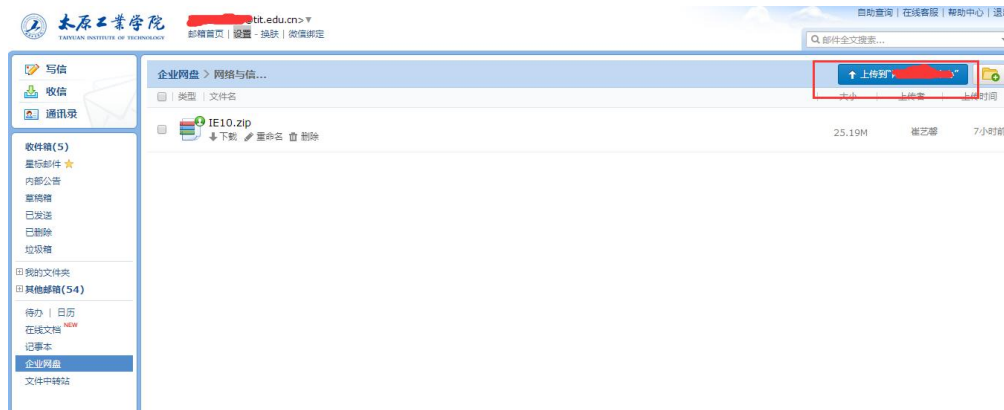 太原工业学院
TAIYUAN INSTITUTE OF TECHNOLOGY
@tit.edu.cn>▼
邮箱首页 | 设置 - 换肤 | 微信绑定
自助查询 | 在线客服 | 帮助中心 | 退
邮件全文搜索...
写信
收信
通讯录
收件箱(5)
星标邮件
内部公告
草稿箱
已发送
已删除
垃圾箱
我的文件夹
其他邮箱(54)
待办 | 日历
在线文档 NEW
记事本
企业网盘
文件中转站
企业网盘 > 网络与信...
上传到"
类型 | 文件名
大小 | 上传者 | 上传时间
IE10.zip
下载 重命名 删除
25.19M 崔艺馨 7小时前